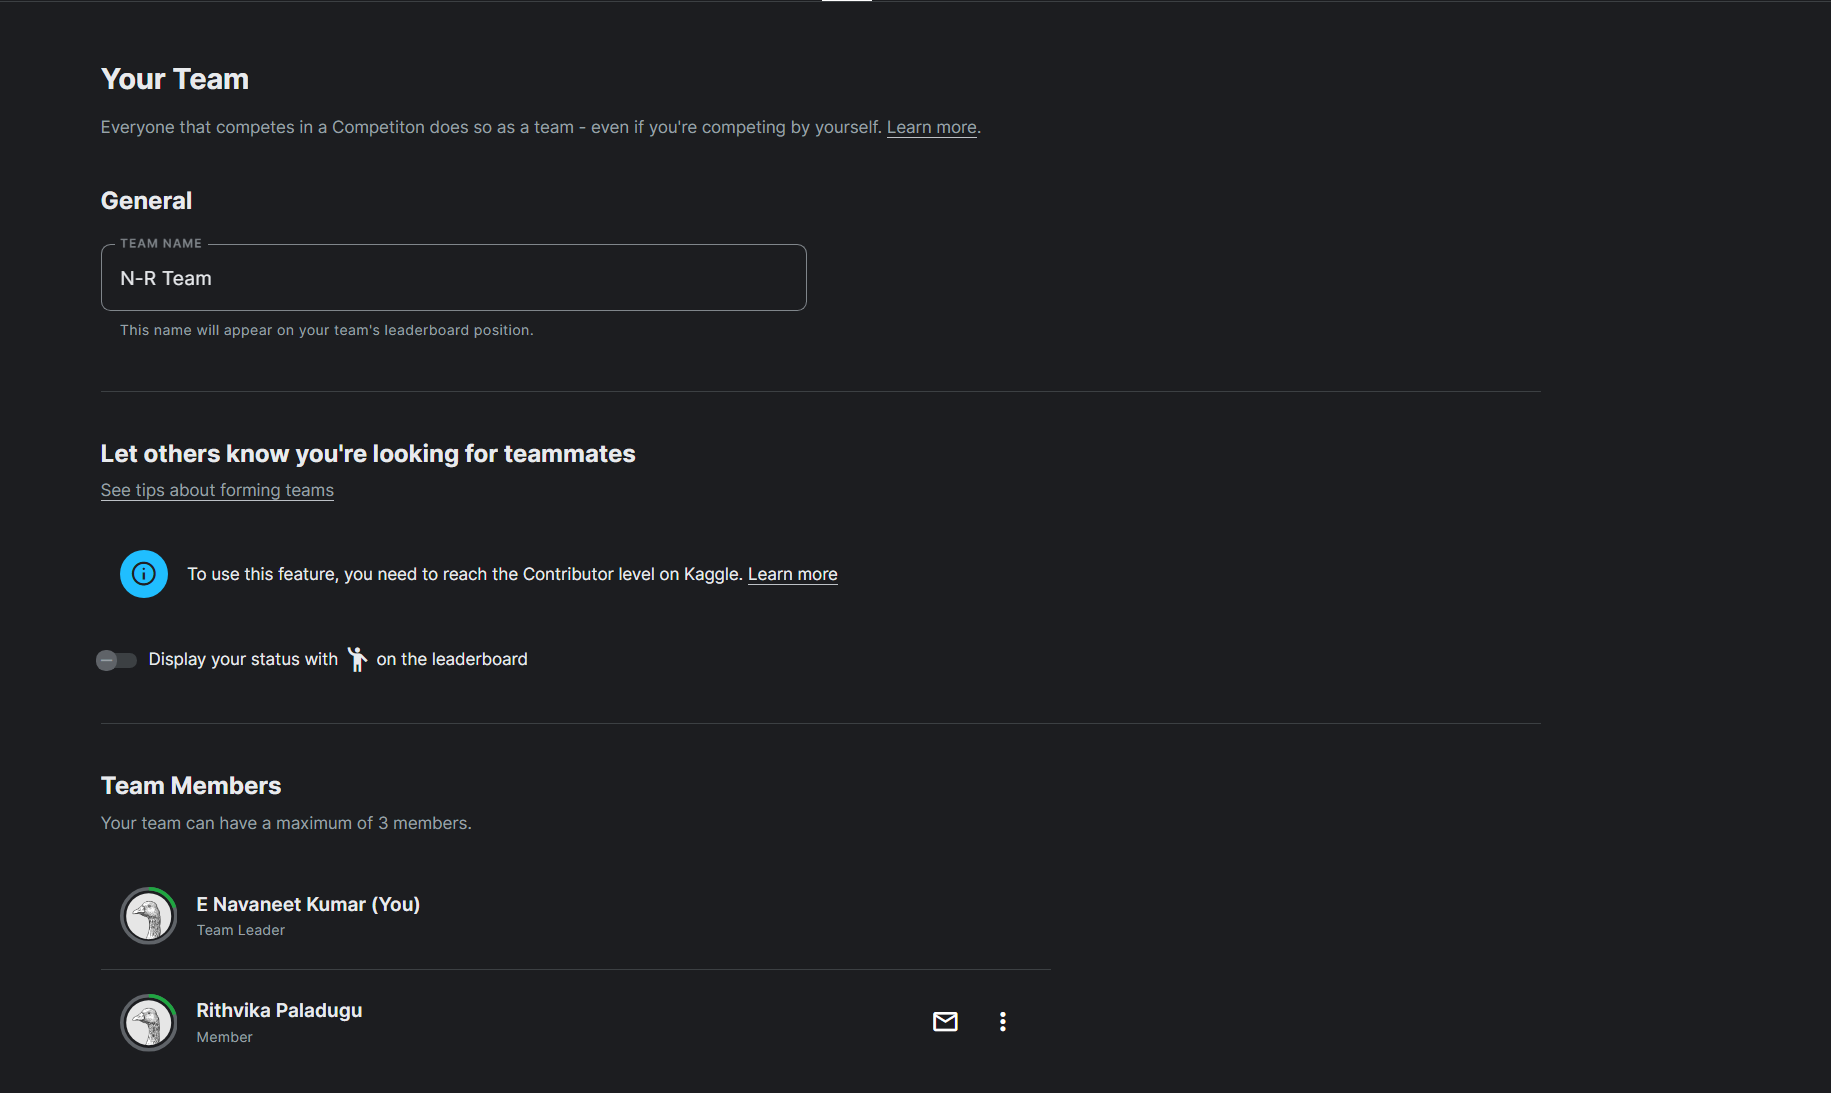 Your Team
Everyone that competes in a Competiton does so as a team - even if you're competing by yourself. Learn more.
General
TEAM NAME
N-R Team
This name will appear on your team's leaderboard position.
Let others know you're looking for teammates
See tips about forming teams
To use this feature, you need to reach the Contributor level on Kaggle. Learn more
Display your status with on the leaderboard
Team Members
Your team can have a maximum of 3 members.
E Navaneet Kumar (You)
Team Leader
Rithvika Paladugu
Member